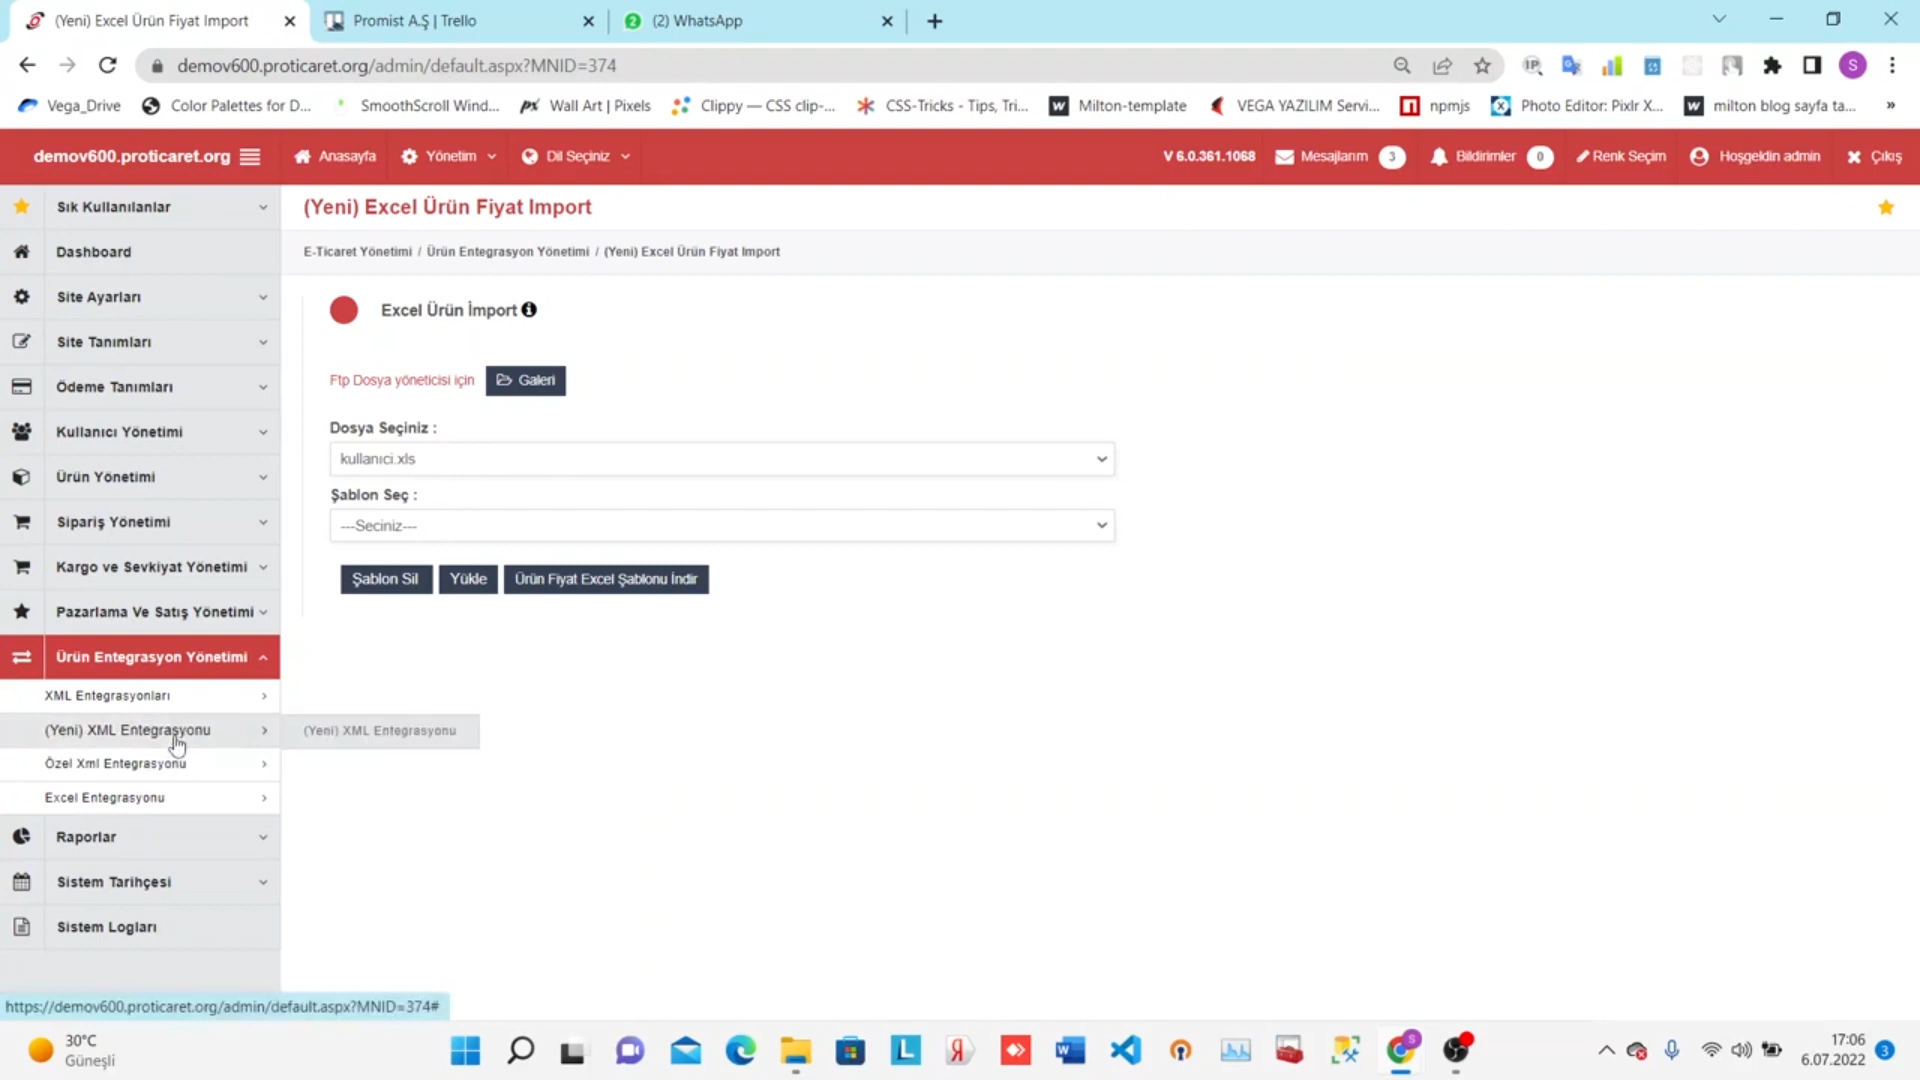 (Yeni) Excel Ürün Fiyat Import
Promist A.Ş | Trello
2 (2) WhatsApp
demov600.proticaret.org/admin/default.aspx?MNID=374
S
Vega_Drive
Color Palettes for D...
SmoothScroll Wind...
px Wall Art | Pixels
Clippy — CSS clip-...
CSS-Tricks - Tips, Tri...
W Milton-template
VEGA YAZILIM Servi...
npmjs
Photo Editor: Pixlr X...
W milton blog sayfa ta...
»
demov600.proticaret.org
Anasayfa
Yönetim
Dil Seçiniz
V 6.0.361.1068
Mesajlarım 3
Bildirimler 0
Renk Seçim
Hoşgeldin admin
Çıkış
Sık Kullanılanlar
Dashboard
Site Ayarları
Site Tanımları
Ödeme Tanımları
Kullanıcı Yönetimi
Ürün Yönetimi
Sipariş Yönetimi
Kargo ve Sevkiyat Yönetimi
Pazarlama Ve Satış Yönetimi
Ürün Entegrasyon Yönetimi
XML Entegrasyonları
(Yeni) XML Entegrasyonu
(Yeni) XML Entegrasyonu
Özel Xml Entegrasyonu
Excel Entegrasyonu
Raporlar
Sistem Tarihçesi
Sistem Logları
(Yeni) Excel Ürün Fiyat Import
E-Ticaret Yönetimi / Ürün Entegrasyon Yönetimi / (Yeni) Excel Ürün Fiyat Import
Excel Ürün İmport
Ftp Dosya yöneticisi için
Galeri
Dosya Seçiniz :
kullanıci.xls
Şablon Seç :
---Seciniz---
Şablon Sil
Yükle
Ürün Fiyat Excel Şablonu İndir
https://demov600.proticaret.org/admin/default.aspx?MNID=374#
30°C
Güneşli
17:06
6.07.2022
3